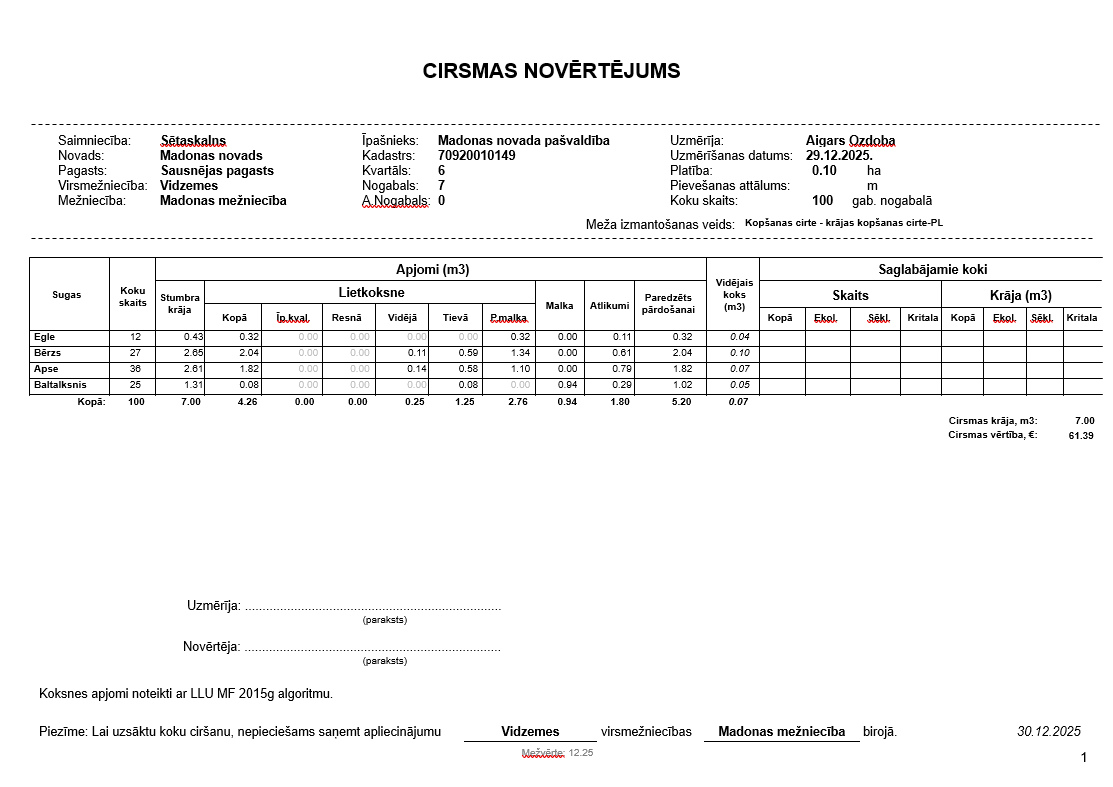 CIRSMAS NOVĒRTĒJUMS
Saimniecība: Sētaskalns Īpašnieks: Madonas novada pašvaldība Uzmērīja: Aigars Ozdoba
Novads: Madonas novads Kadastrs: 70920010149 Uzmērīšanas datums: 29.12.2025.
Pagasts: Sausnējas pagasts Kvartāls: 6 Platība: 0.10 ha
Virsmežniecība: Vidzemes Nogabals: 7 Pievešanas attālums: m
Mežniecība: Madonas mežniecība A.Nogabals: 0 Koku skaits: 100 gab. nogabalā
Meža izmantošanas veids: Kopšanas cirte - krājas kopšanas cirte-PL
Sugas Koku skaits Apjomi (m3) Vidējais koks (m3) Saglabājamie koki
Stumbra krāja Lietkoksne Malka Atlikumi Paredzēts pārdošanai Skaits Krāja (m3)
Kopā Īp.kval. Resnā Vidējā Tievā P.malka Kopā Ekol. Sēkl. Kritala Kopā Ekol. Sēkl. Kritala
Egle 12 0.43 0.32 0.00 0.00 0.00 0.00 0.32 0.00 0.11 0.32 0.04
Bērzs 27 2.65 2.04 0.00 0.00 0.11 0.59 1.34 0.00 0.61 2.04 0.10
Apse 36 2.61 1.82 0.00 0.00 0.14 0.58 1.10 0.00 0.79 1.82 0.07
Baltalksnis 25 1.31 0.08 0.00 0.00 0.00 0.08 0.00 0.94 0.29 1.02 0.05
Kopā: 100 7.00 4.26 0.00 0.00 0.25 1.25 2.76 0.94 1.80 5.20 0.07
Cirsmas krāja, m3: 7.00
Cirsmas vērtība, €: 61.39
Uzmērīja: ..........................................................................
(paraksts)
Novērtēja: ..........................................................................
(paraksts)
Koksnes apjomi noteikti ar LLU MF 2015g algoritmu.
Piezīme: Lai uzsāktu koku ciršanu, nepieciešams saņemt apliecinājumu Vidzemes virsmežniecības Madonas mežniecība birojā. 30.12.2025
Mežvērte: 12.25
1